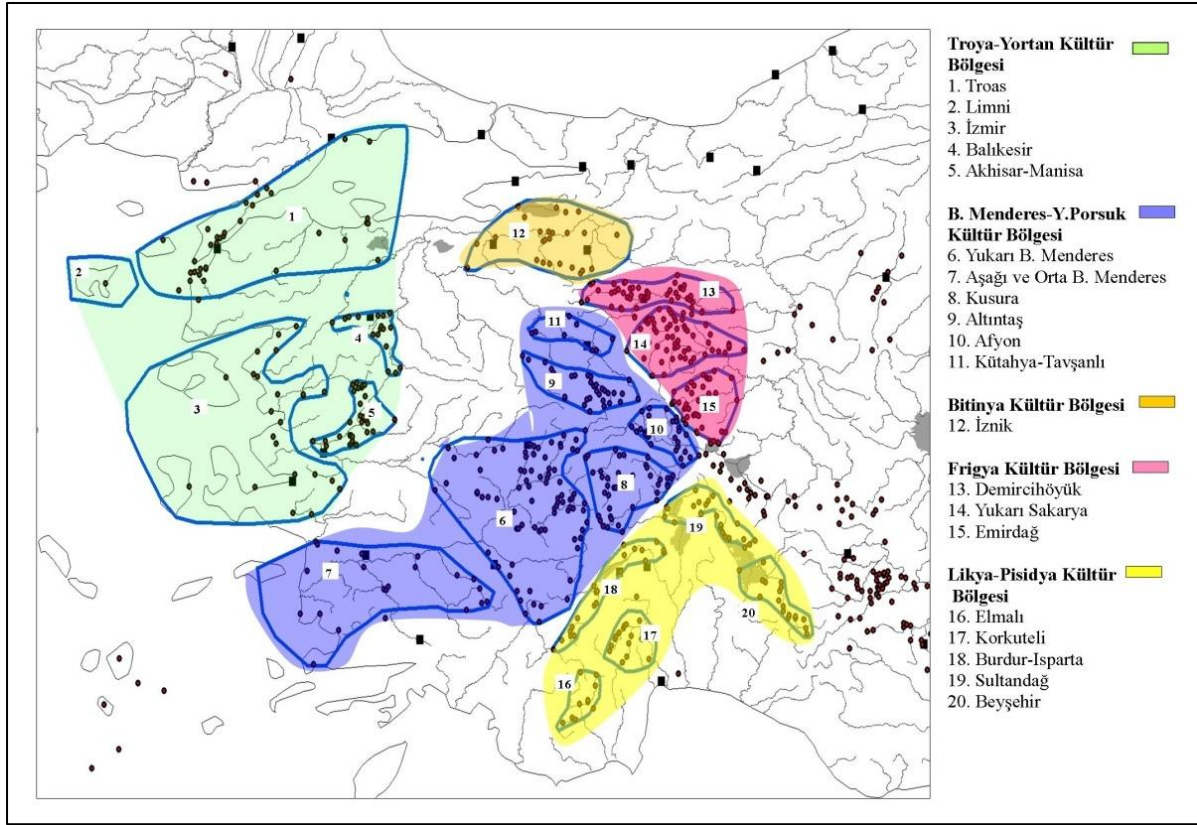 Troya-Yortan Kültür
Bölgesi
1. Troas
2. Limni
3. İzmir
4. Balıkesir
5. Akhisar-Manisa
B. Menderes-Y.Porsuk
Kültür Bölgesi
6. Yukarı B. Menderes
7. Aşağı ve Orta B. Menderes
8. Kusura
9. Altıntaş
10. Afyon
11. Kütahya-Tavşanlı
Bitinya Kültür Bölgesi
12. İznik
Frigya Kültür Bölgesi
13. Demircihöyük
14. Yukarı Sakarya
15. Emirdağ
Likya-Pisidya Kültür
Bölgesi
16. Elmalı
17. Korkuteli
18. Burdur-Isparta
19. Sultandağ
20. Beyşehir
1
2
3
4
5
6
7
8
9
10
11
12
13
14
15
16
17
18
19
20